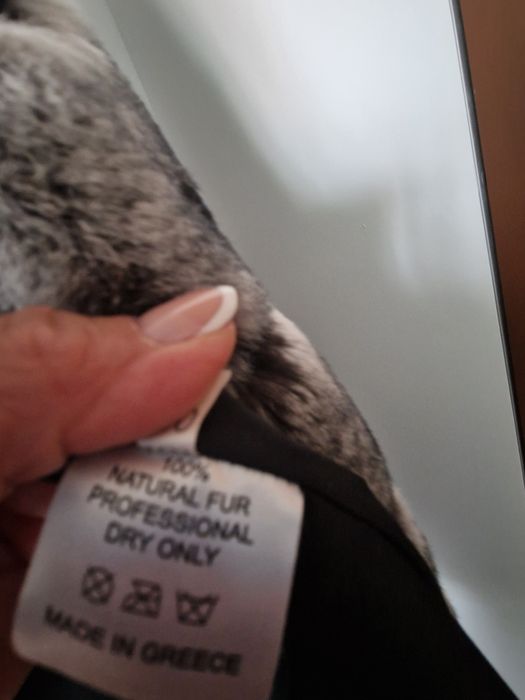 100%
NATURAL FUR
PROFESSIONAL
DRY ONLY
MADE IN GREECE